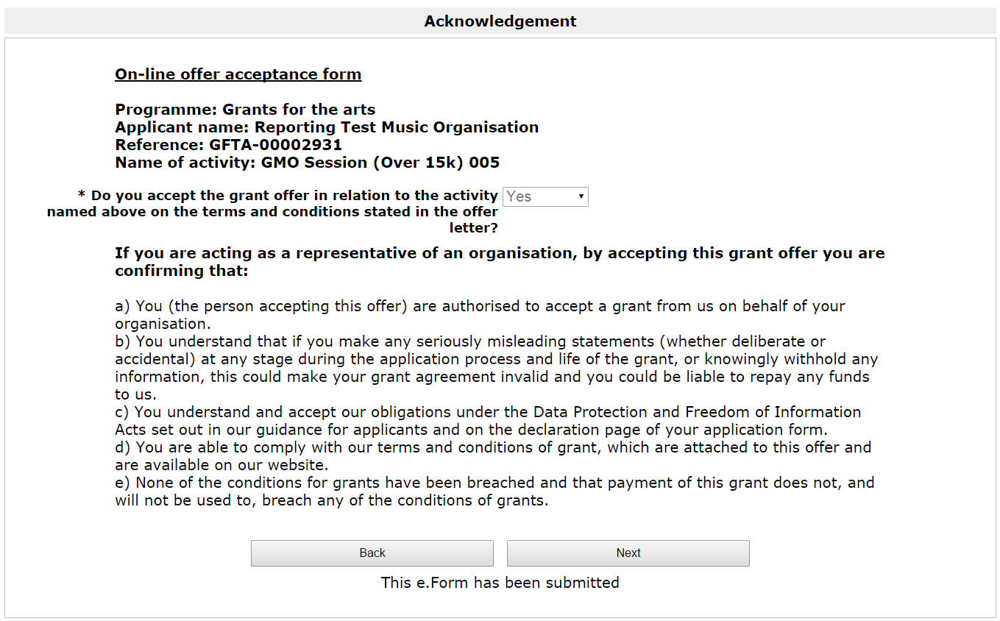 Acknowledgement
On-line offer acceptance form
Programme: Grants for the arts
Applicant name: Reporting Test Music Organisation
Reference: GFTA-00002931
Name of activity: GMO Session (Over 15k) 005
* Do you accept the grant offer in relation to the activity Yes
named above on the terms and conditions stated in the offer
letter?
If you are acting as a representative of an organisation, by accepting this grant offer you are
confirming that:
a) You (the person accepting this offer) are authorised to accept a grant from us on behalf of your
organisation.
b) You understand that if you make any seriously misleading statements (whether deliberate or
accidental) at any stage during the application process and life of the grant, or knowingly withhold any
information, this could make your grant agreement invalid and you could be liable to repay any funds
to us.
c) You understand and accept our obligations under the Data Protection and Freedom of Information
Acts set out in our guidance for applicants and on the declaration page of your application form.
d) You are able to comply with our terms and conditions of grant, which are attached to this offer and
are available on our website.
e) None of the conditions for grants have been breached and that payment of this grant does not, and
will not be used to, breach any of the conditions of grants.
Back Next
This e.Form has been submitted